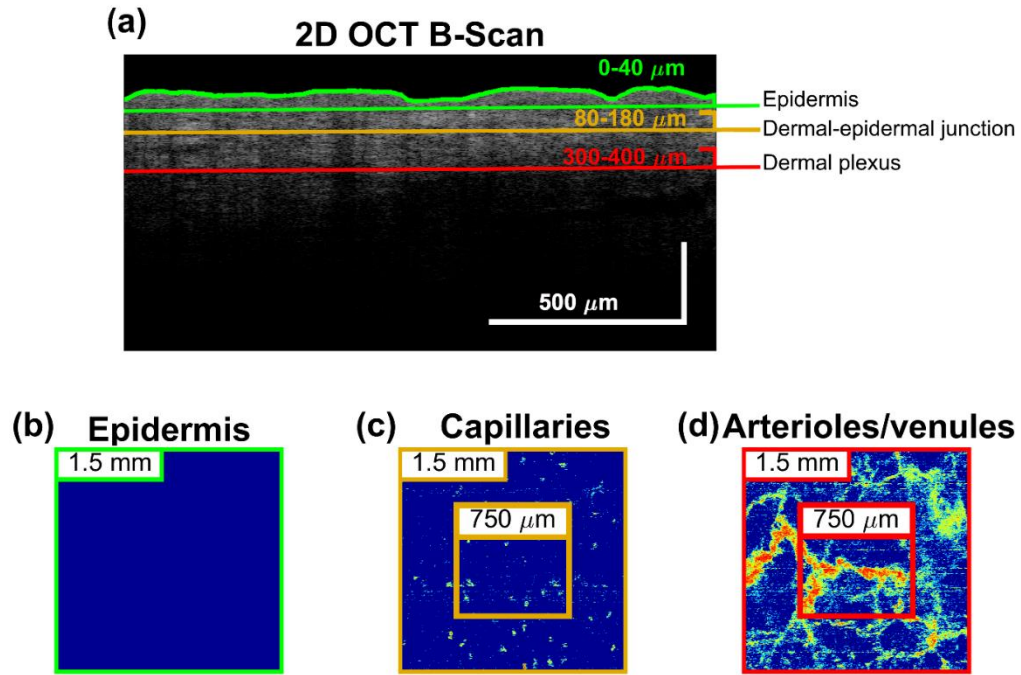 (a)
2D OCT B-Scan
0-40 μm
Epidermis
80-180 μm
Dermal-epidermal junction
300-400 μm
Dermal plexus
500 μm
(b) Epidermis
1.5 mm
(c) Capillaries
1.5 mm
750 μm
(d) Arterioles/venules
1.5 mm
750 μm